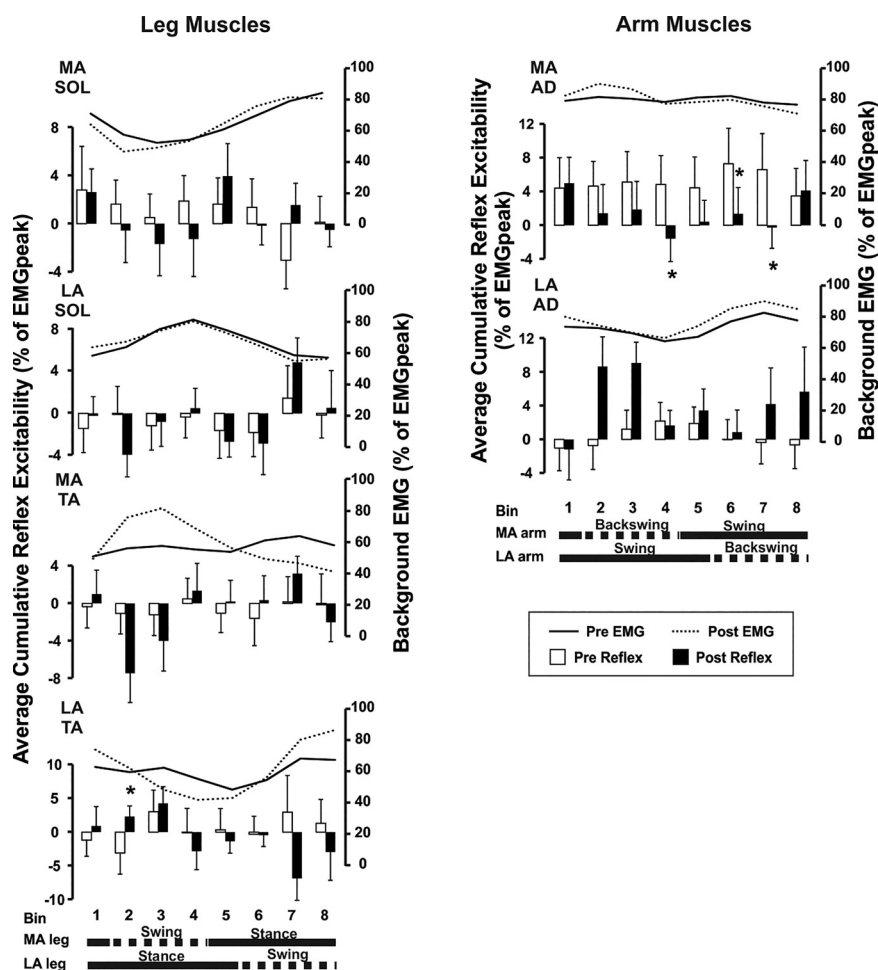 Leg Muscles
Arm Muscles
Average Cumulative Reflex Excitability (% of EMGpeak)
Background EMG (% of EMGpeak)
MA
SOL
8
4
0
-4
100
80
60
40
20
0
LA
SOL
8
4
0
-4
100
80
60
40
20
0
MA
TA
4
0
-4
-8
100
80
60
40
20
0
LA
TA
*
10
5
0
-5
-10
100
80
60
40
20
0
Bin 1 2 3 4 5 6 7 8
Swing Stance
MA leg
Stance Swing
LA leg
Average Cumulative Reflex Excitability
(% of EMGpeak)
Background EMG (% of EMGpeak)
MA
AD
12
8
4
0
-4
100
80
60
40
20
0
*
*
*
LA
AD
12
8
4
0
-4
100
80
60
40
20
0
Bin 1 2 3 4 5 6 7 8
Backswing Swing
MA arm
Swing Backswing
LA arm
Pre EMG Post EMG
Pre Reflex Post Reflex